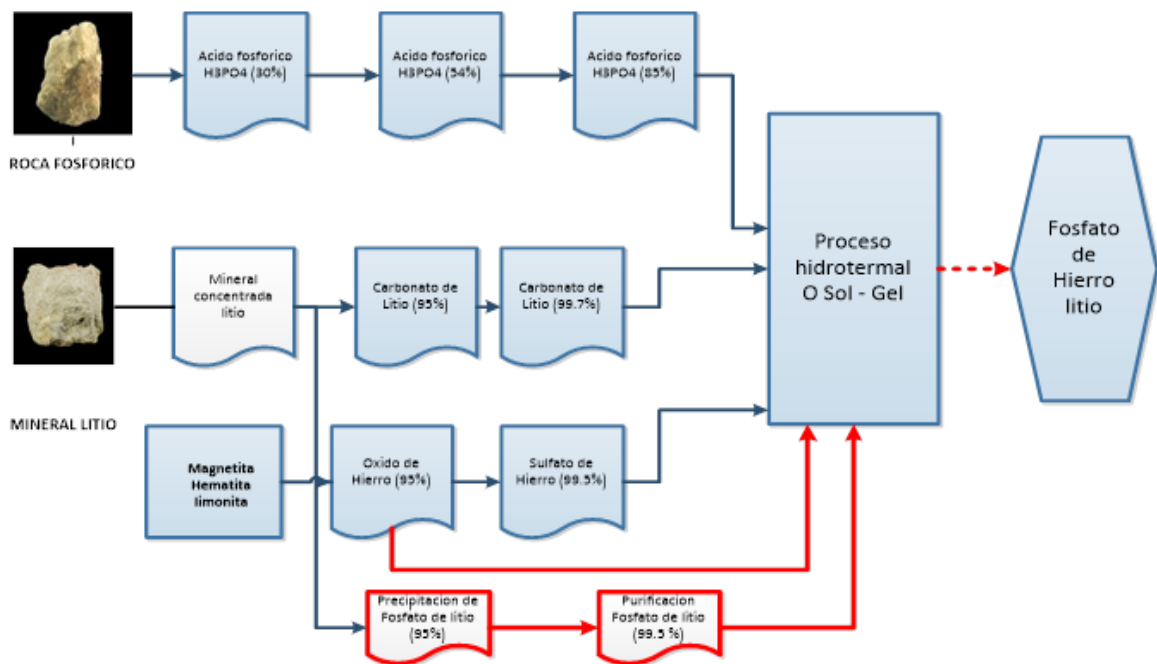 Acido fosforico
H3PO4 (30%)
Acido fosforico
H3PO4 (54%)
Acido fosforico
H3PO4 (85%)
ROCA FOSFORICO
Mineral
concentrada
litio
Carbonato de
Litio (95%)
Carbonato de
Litio (99.7%)
Proceso
hidrotermal
O Sol - Gel
Fosfato
de
Hierro
litio
MINERAL LITIO
Magnetita
Hematita
limonita
Oxido de
Hierro (95%)
Sulfato de
Hierro (99.5%)
Precipitacion de
Fosfato de litio
(95%)
Purificacion
Fosfato de litio
(99.5 %)